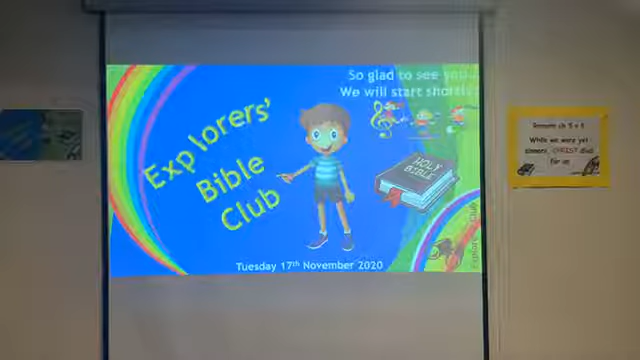 So glad to see you
We will start shortly
Explorers'
Bible
Club
HOLY
BIBLE
Tuesday 17th November 2020
Romans ch 5 v 8
While we were yet
sinners, CHRIST died
for us